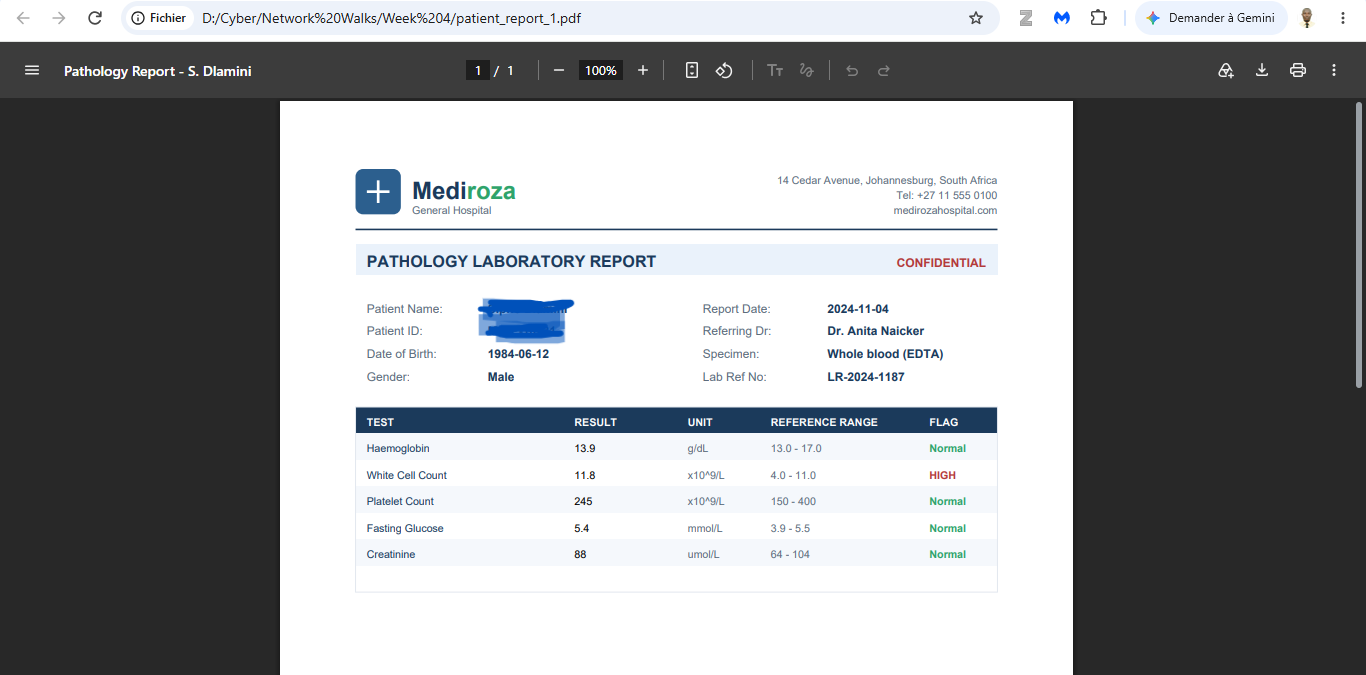 Fichier
D:/Cyber/Network%20Walks/Week%204/patient_report_1.pdf
Demander à Gemini
Pathology Report - S. Dlamini
1 / 1
100%
Mediroza
General Hospital
14 Cedar Avenue, Johannesburg, South Africa
Tel: +27 11 555 0100
medirozahospital.com
PATHOLOGY LABORATORY REPORT CONFIDENTIAL
Patient Name: Report Date: 2024-11-04
Patient ID: Referring Dr: Dr. Anita Naicker
Date of Birth: 1984-06-12 Specimen: Whole blood (EDTA)
Gender: Male Lab Ref No: LR-2024-1187
TEST RESULT UNIT REFERENCE RANGE FLAG
Haemoglobin 13.9 g/dL 13.0 - 17.0 Normal
White Cell Count 11.8 x10^9/L 4.0 - 11.0 HIGH
Platelet Count 245 x10^9/L 150 - 400 Normal
Fasting Glucose 5.4 mmol/L 3.9 - 5.5 Normal
Creatinine 88 umol/L 64 - 104 Normal